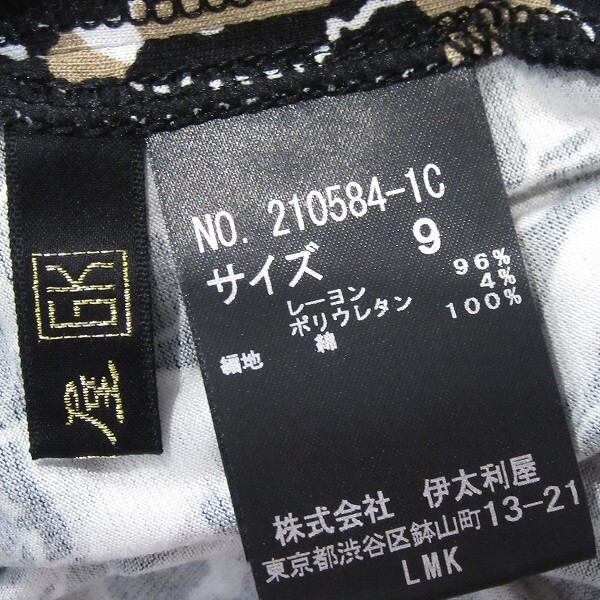 GK
屋
NO. 210584-1C
サイズ 9
レーヨン 96%
ポリウレタン 4%
編地 綿 100%
株式会社 伊太利屋
東京都渋谷区鉢山町13-21
LMK